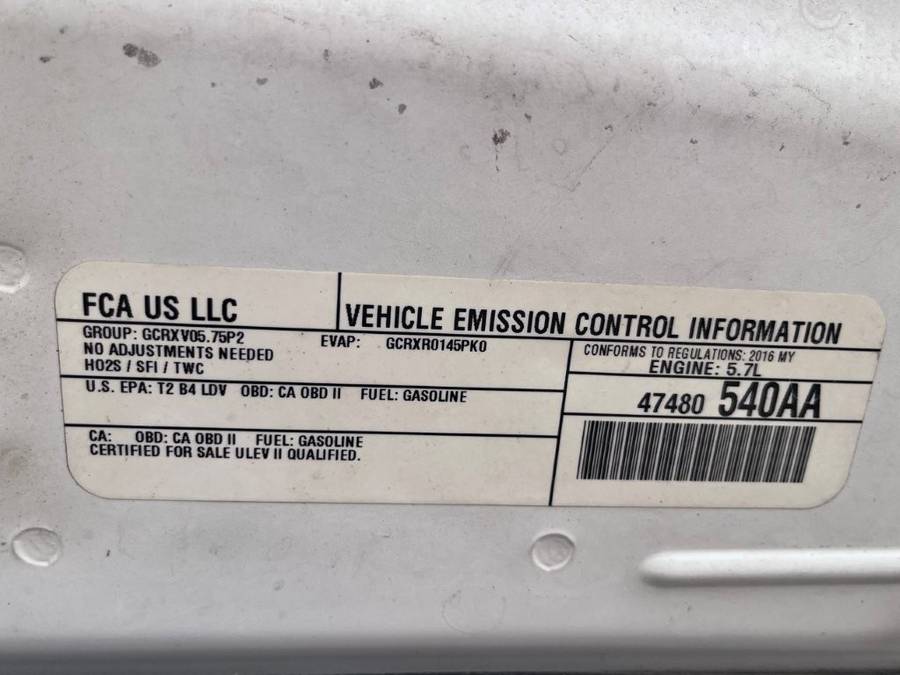 FCA US LLC
VEHICLE EMISSION CONTROL INFORMATION
GROUP: GCRXV05.75P2 EVAP: GCRXR0145PK0
NO ADJUSTMENTS NEEDED
HO2S / SFI / TWC
CONFORMS TO REGULATIONS: 2016 MY
ENGINE: 5.7L
U.S. EPA: T2 B4 LDV OBD: CA OBD II FUEL: GASOLINE
47480 540AA
CA: OBD: CA OBD II FUEL: GASOLINE
CERTIFIED FOR SALE ULEV II QUALIFIED.